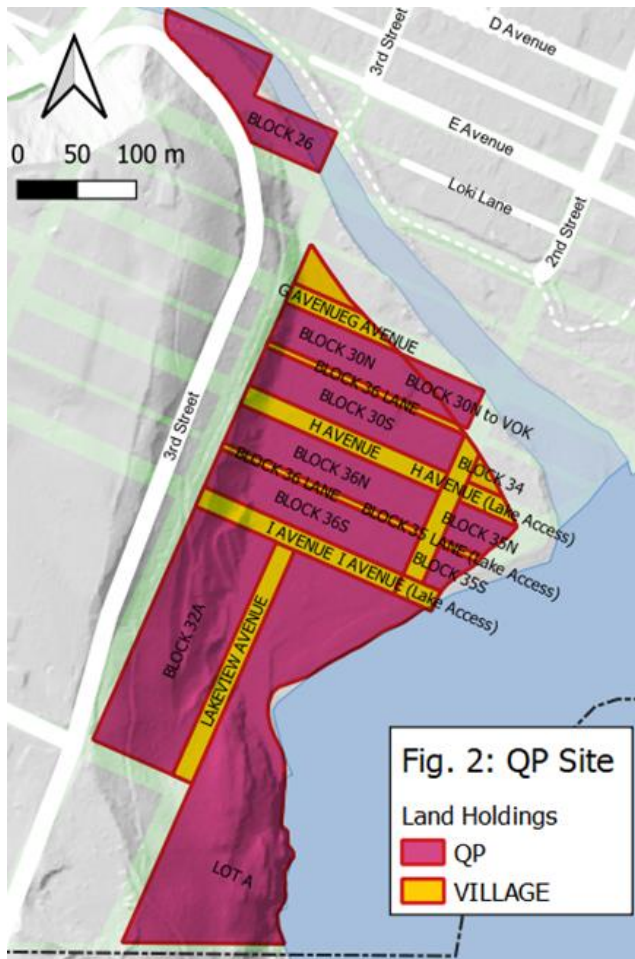 D Avenue
3rd Street
E Avenue
BLOCK 26
0 50 100 m
Loki Lane
2nd Street
G AVENUEG AVENUE
BLOCK 30N
BLOCK 30N to VOK
BLOCK 36 LANE
BLOCK 30S
3rd Street
H AVENUE
BLOCK 34
H AVENUE (Lake Access)
BLOCK 36N
BLOCK 36 LANE
BLOCK 35N
BLOCK 35 LANE (Lake Access)
BLOCK 36S
BLOCK 35S
I AVENUE I AVENUE (Lake Access)
BLOCK 32A
LAKEVIEW AVENUE
LOT A
Fig. 2: QP Site
Land Holdings
QP
VILLAGE